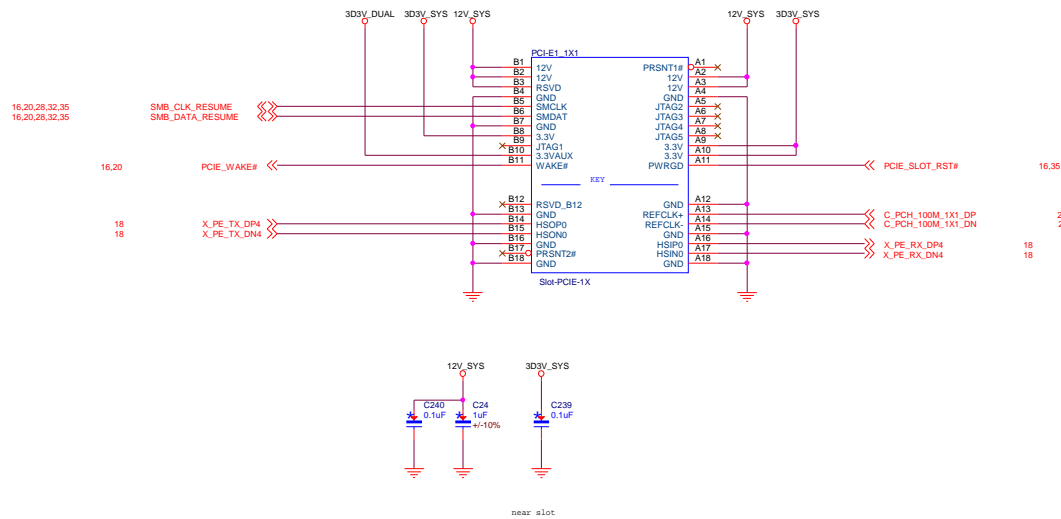 3D3V_DUAL 3D3V_SYS 12V_SYS 12V_SYS 3D3V_SYS
PCI-E1_1X1
B1 12V PRSNT1# A1
B2 12V 12V A2
B3 RSVD 12V A3
B4 GND GND A4
16,20,28,32,35 SMB_CLK_RESUME B5 SMCLK JTAG2 A5
16,20,28,32,35 SMB_DATA_RESUME B6 SMDAT JTAG3 A6
B7 GND JTAG4 A7
B8 3.3V JTAG5 A8
B9 JTAG1 3.3V A9
B10 3.3VAUX 3.3V A10
16,20 PCIE_WAKE# B11 WAKE# PWRGD A11 PCIE_SLOT_RST# 16,35
KEY
B12 RSVD_B12 GND A12
B13 GND REFCLK+ A13 C_PCH_100M_1X1_DP 2
18 X_PE_TX_DP4 B14 HSOP0 REFCLK- A14 C_PCH_100M_1X1_DN
18 X_PE_TX_DN4 B15 HSON0 GND A15
B16 GND HSIP0 A16 X_PE_RX_DP4 18
B17 PRSNT2# HSIN0 A17 X_PE_RX_DN4 18
B18 GND GND A18
Slot-PCIE-1X
12V_SYS 3D3V_SYS
C240 C24 C239
0.1uF 1uF 0.1uF
+/-10%
near slot